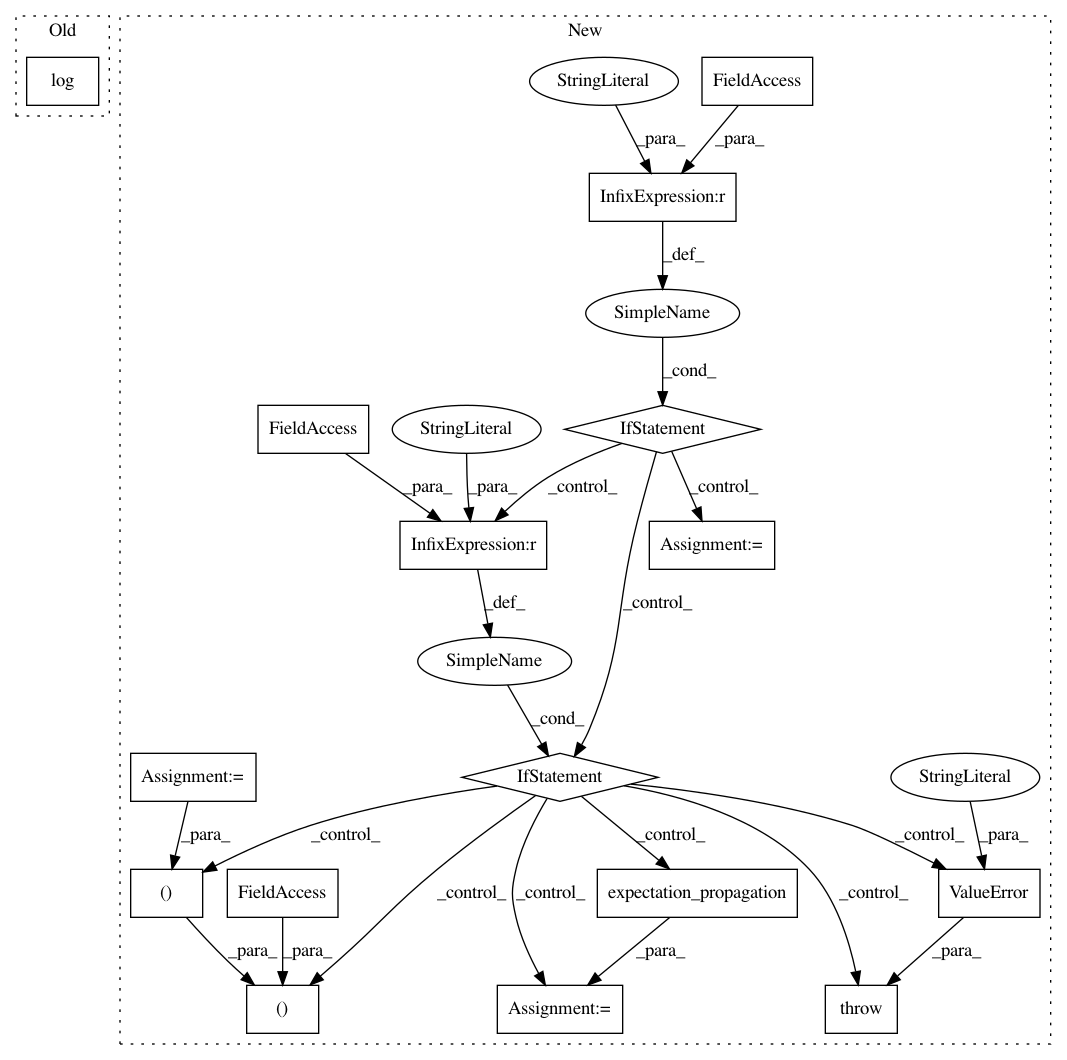 Old
New
log
StringLiteral
FieldAccess
_para_
_para_
InfixExpression:r
_def_
SimpleName
_cond_
FieldAccess
StringLiteral
IfStatement
_para_
_para_
_control_
_control_
InfixExpression:r
Assignment:=
_def_
_control_
SimpleName
_cond_
Assignment:=
IfStatement
StringLiteral
_para_
_control_
_control_
_control_
_para_
()
FieldAccess
_control_
_control_
expectation_propagation
_control_
ValueError
_para_
_para_
_para_
_para_
()
Assignment:=
throw